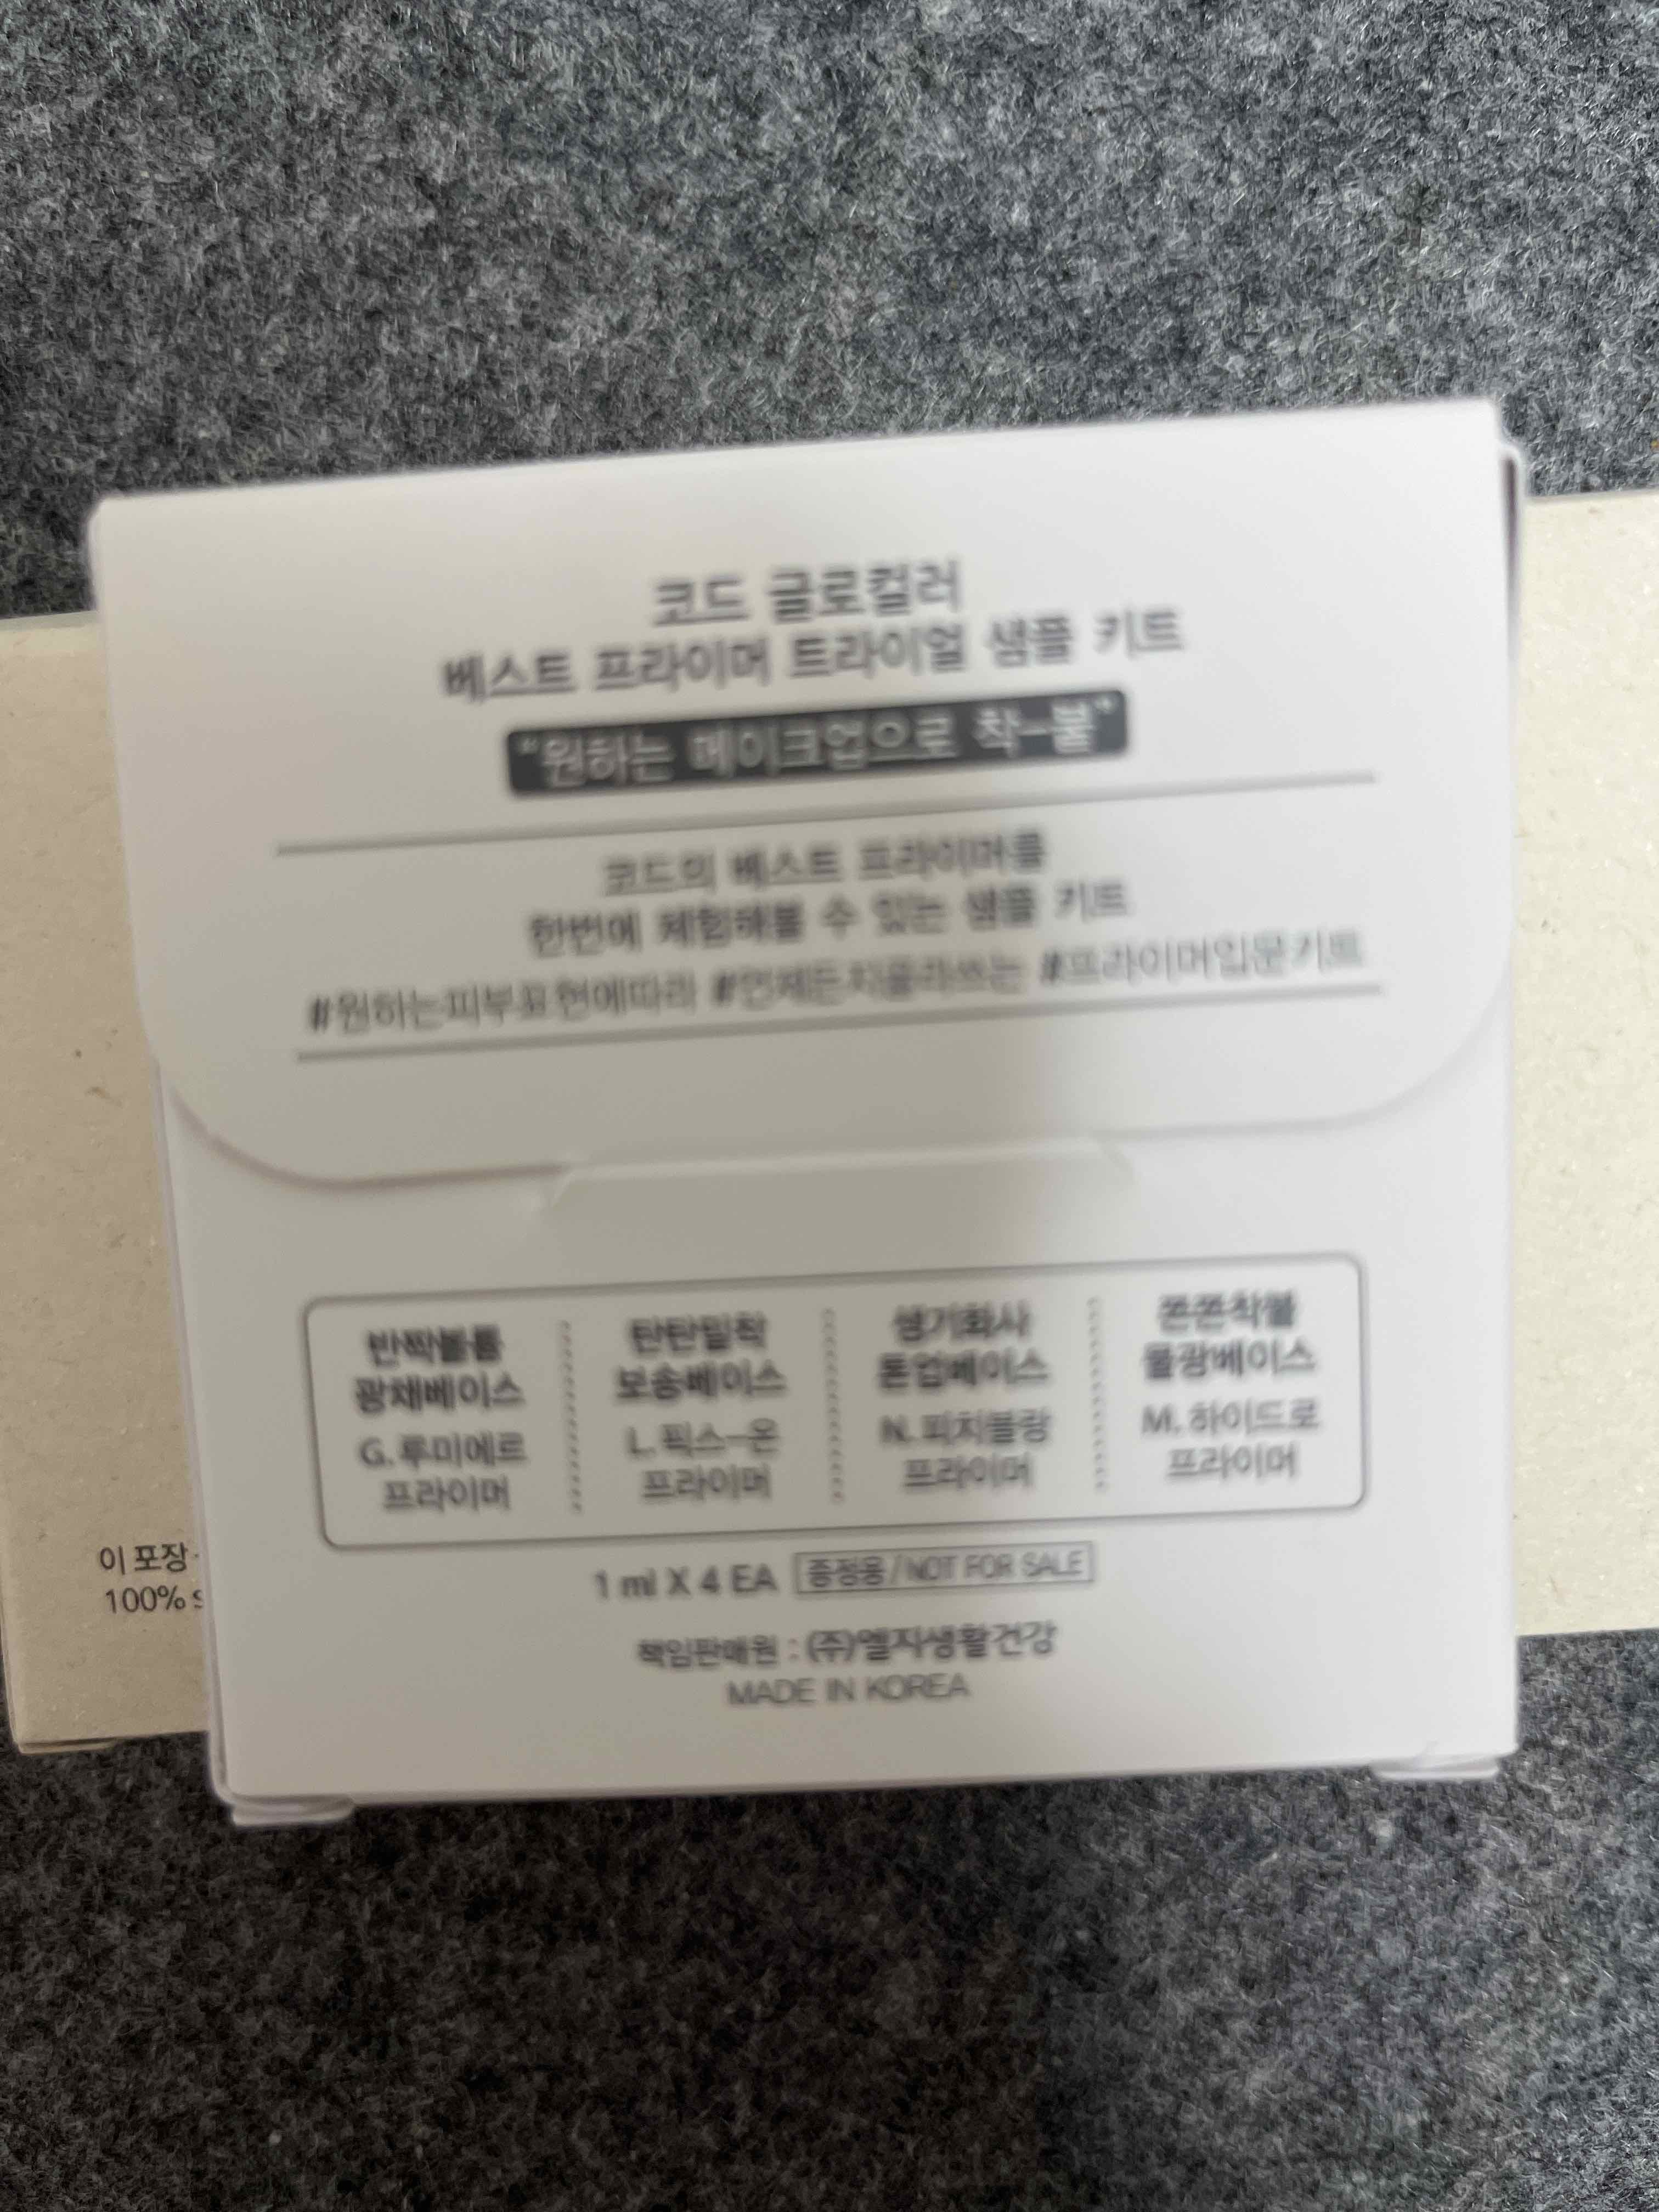 코드 글로컬러
베스트 프라이머 트라이얼 샘플 키트
"원하는 메이크업으로 착-붙"
코드의 베스트 프라이머를
한번에 체험해볼 수 있는 샘플 키트
#원하는피부표현에따라 #언제든지골라쓰는 #프라이머입문키트
반짝볼륨
광채베이스
G.루미에르
프라이머
탄탄밀착
보송베이스
L.픽스-온
프라이머
생기화사
톤업베이스
N.피치블랑
프라이머
쫀쫀착붙
물광베이스
M.하이드로
프라이머
1 ml X 4 EA 증정용/NOT FOR SALE
책임판매원 : (주)엘지생활건강
MADE IN KOREA
이 포장
100% s